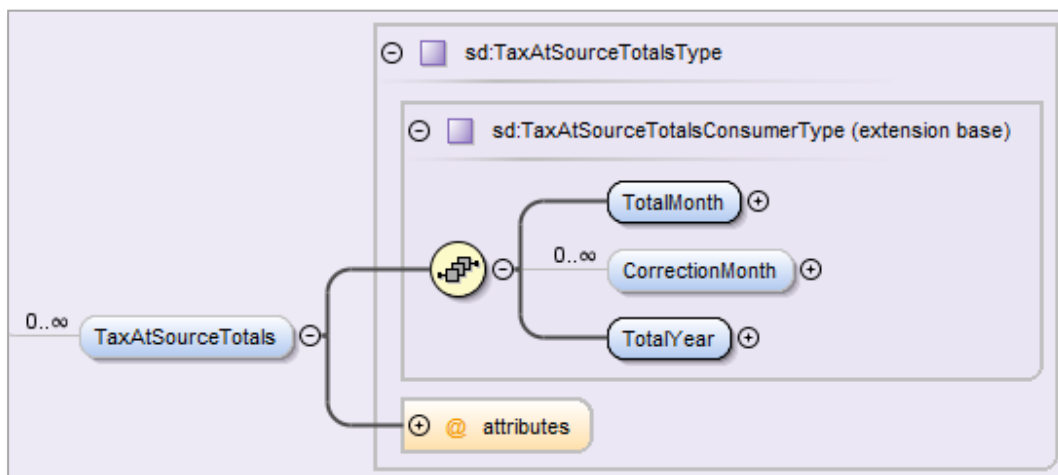 sd:TaxAtSourceTotalsType
sd:TaxAtSourceTotalsConsumerType (extension base)
TotalMonth
0..∞
CorrectionMonth
0..∞
TaxAtSourceTotals
TotalYear
@ attributes